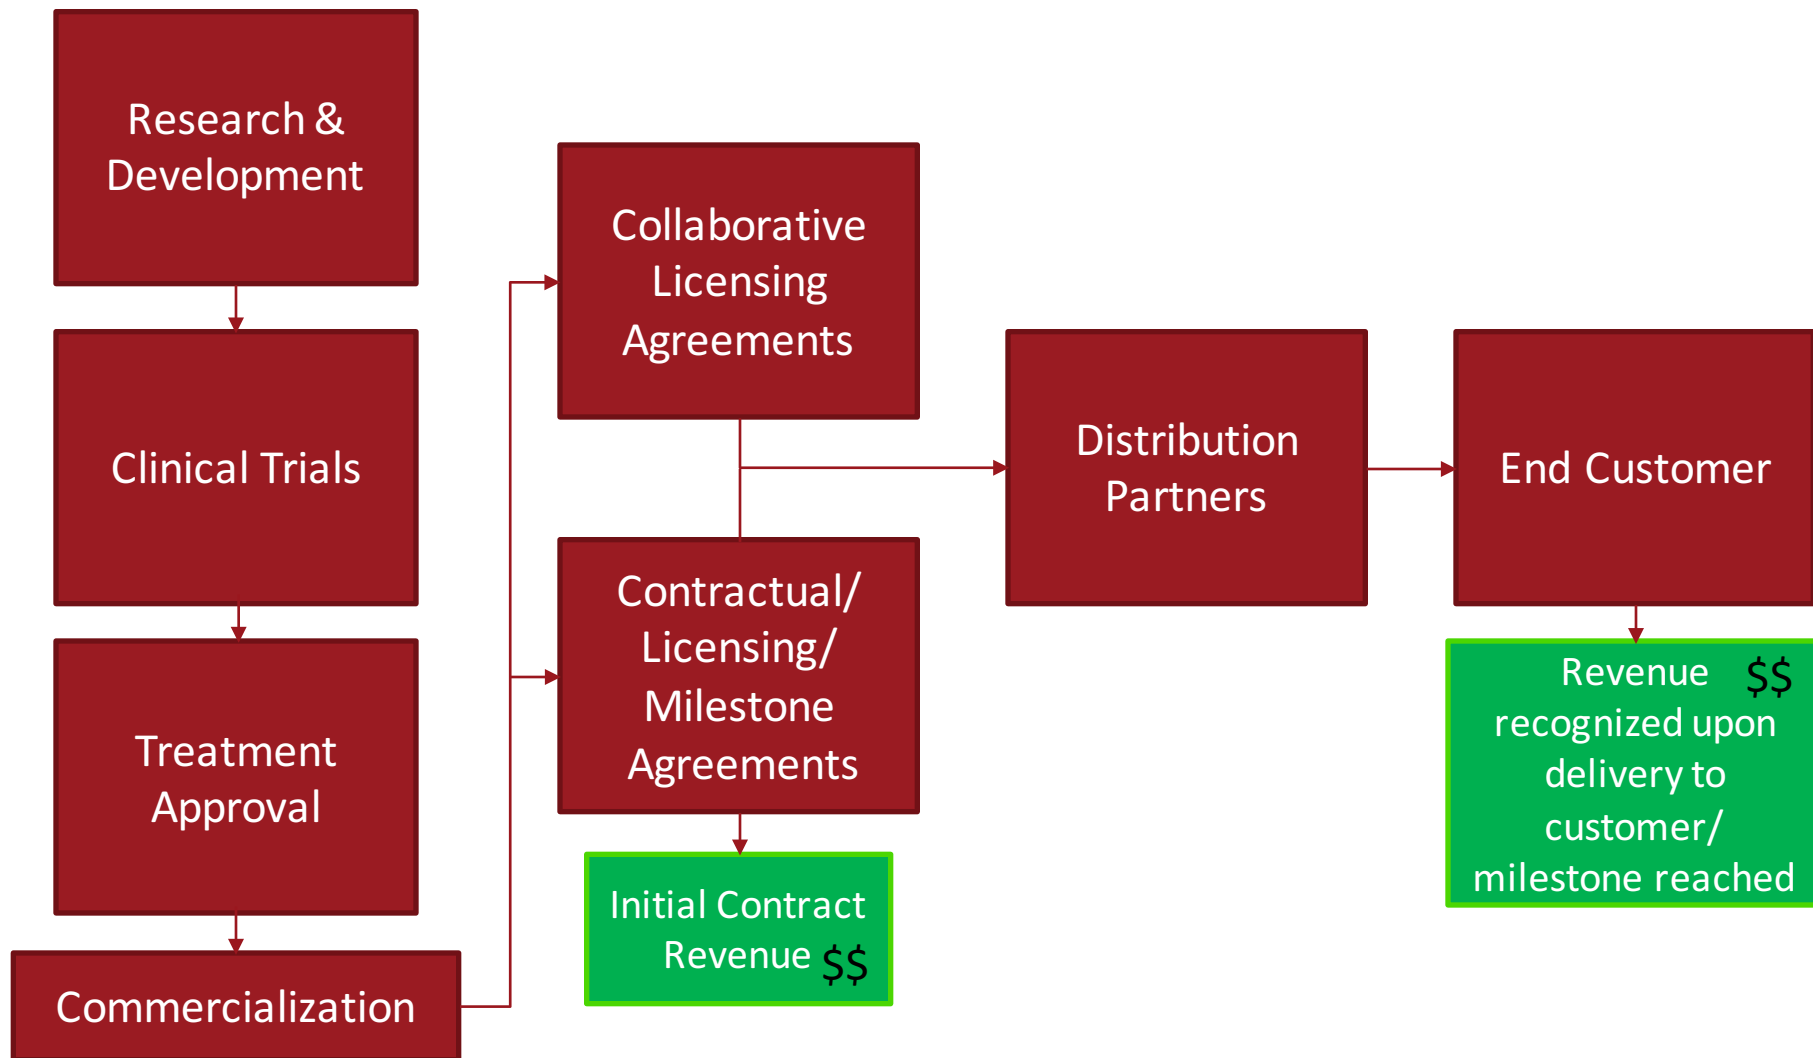 Research &
Development
Clinical Trials
Treatment
Approval
Commercialization
Collaborative
Licensing
Agreements
Contractual/
Licensing/
Milestone
Agreements
Initial Contract
Revenue $$
Distribution
Partners
End Customer
Revenue $$
recognized upon
delivery to
customer/
milestone reached